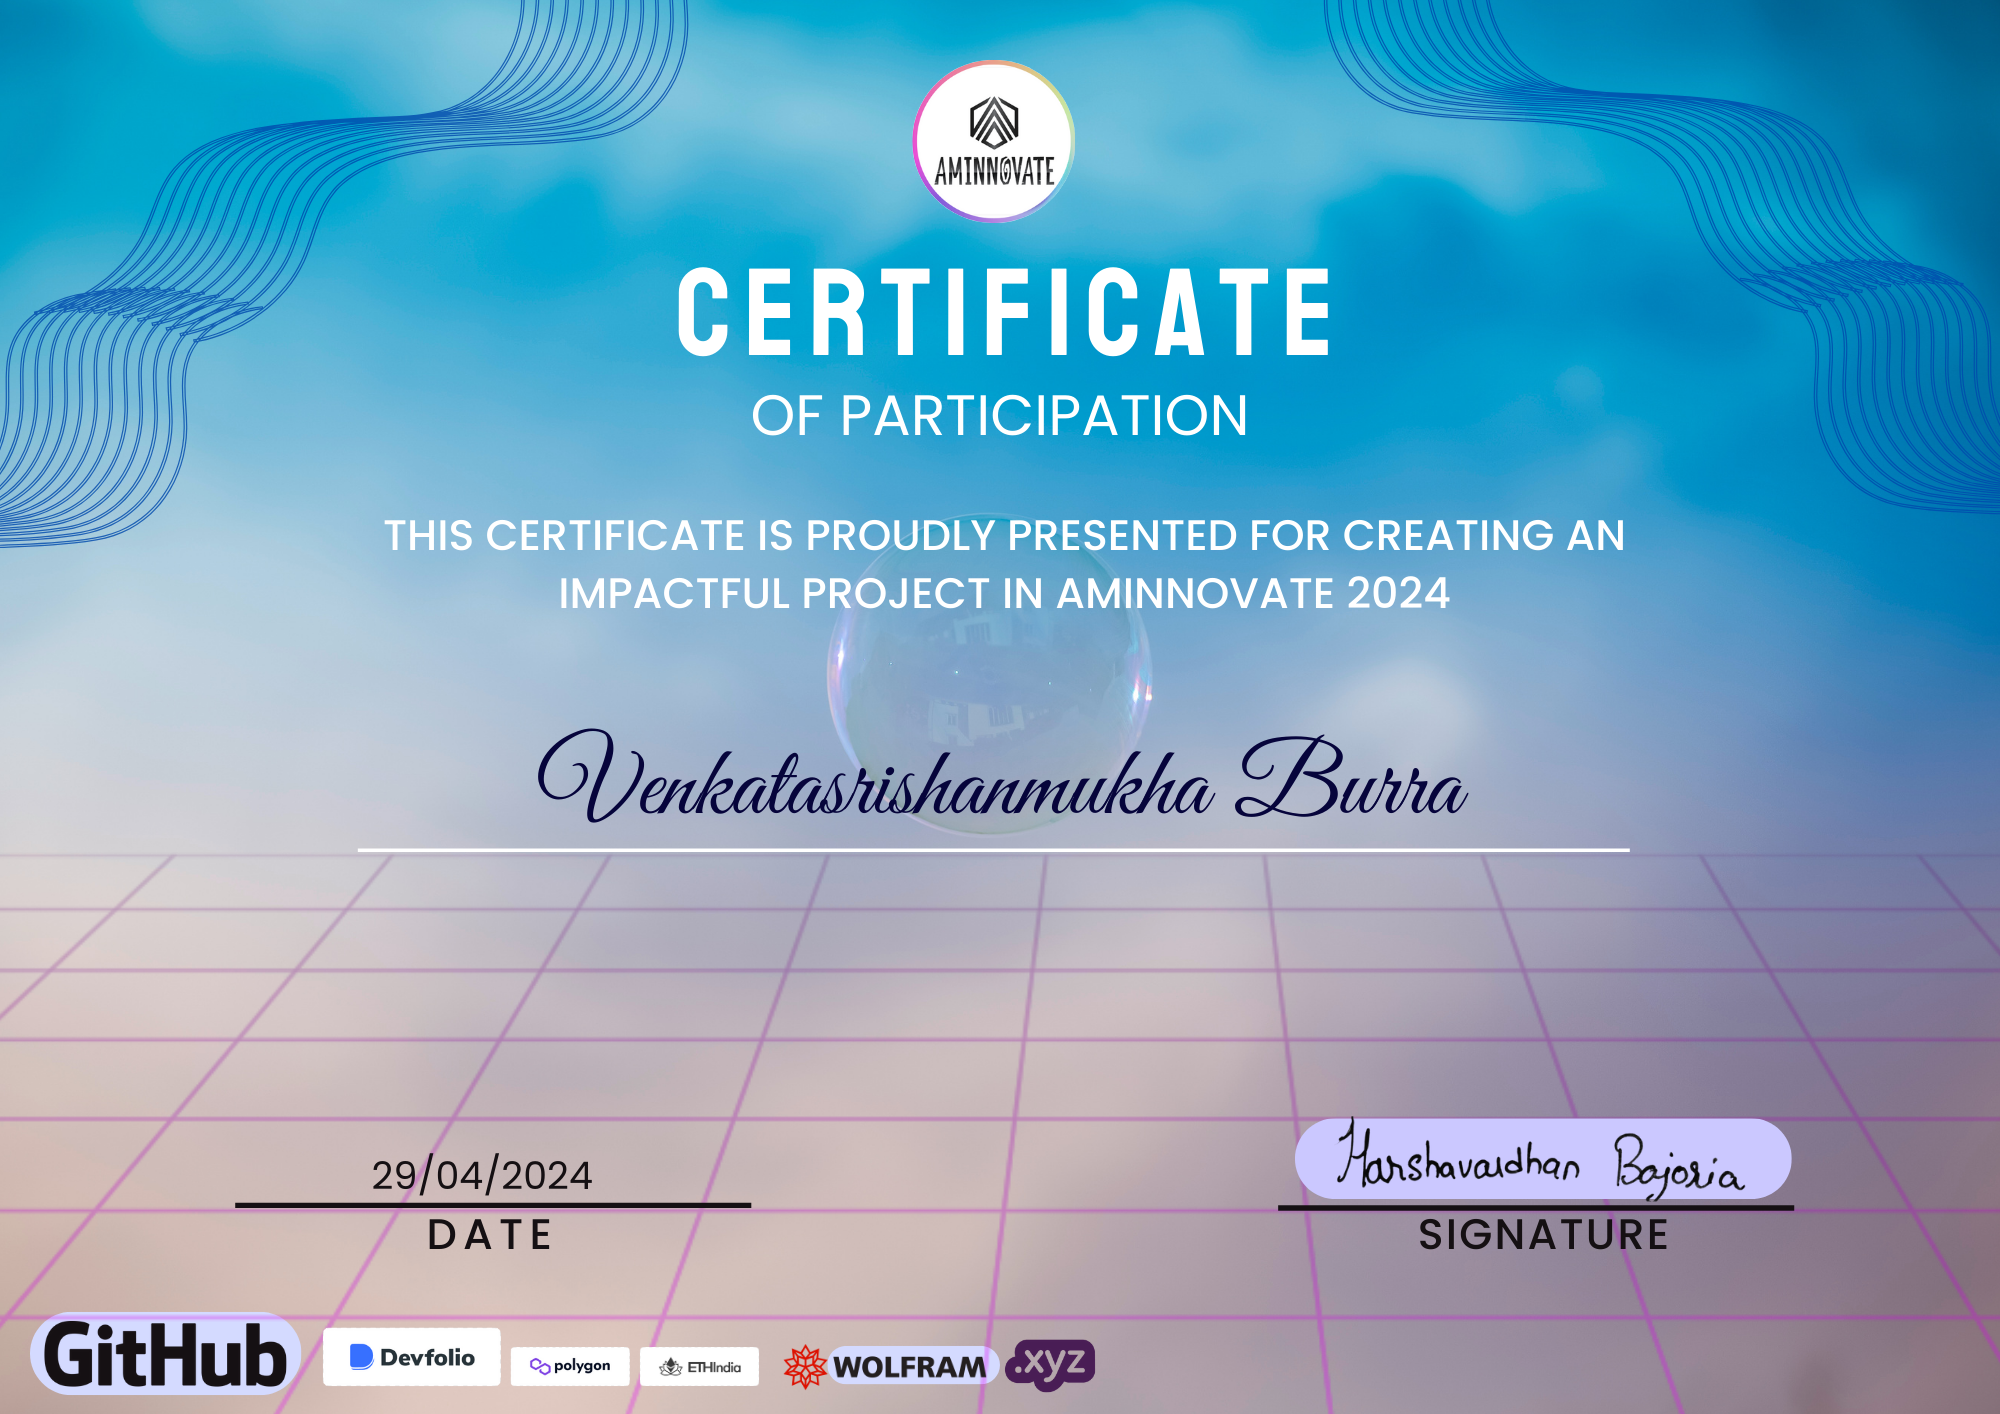 AMINNOVATE
CERTIFICATE
OF PARTICIPATION
THIS CERTIFICATE IS PROUDLY PRESENTED FOR CREATING AN
IMPACTFUL PROJECT IN AMINNOVATE 2024
Venkatasrishanmukha Burra
29/04/2024
DATE
Harshavardhan Bajoria
SIGNATURE
GitHub
Devfolio
polygon
ETHIndia
WOLFRAM
.xyz